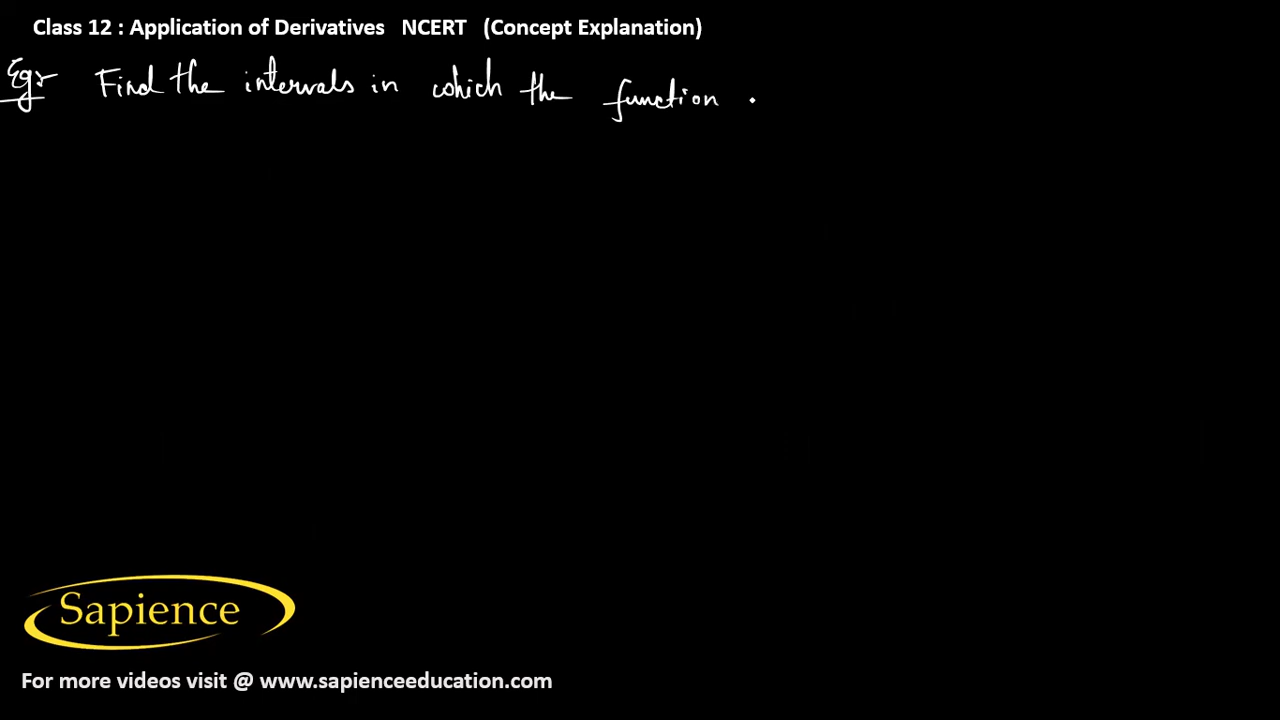 Class 12 : Application of Derivatives NCERT (Concept Explanation)
Eg:- Find the intervals in which the function .
Sapience
For more videos visit @ www.sapienceeducation.com